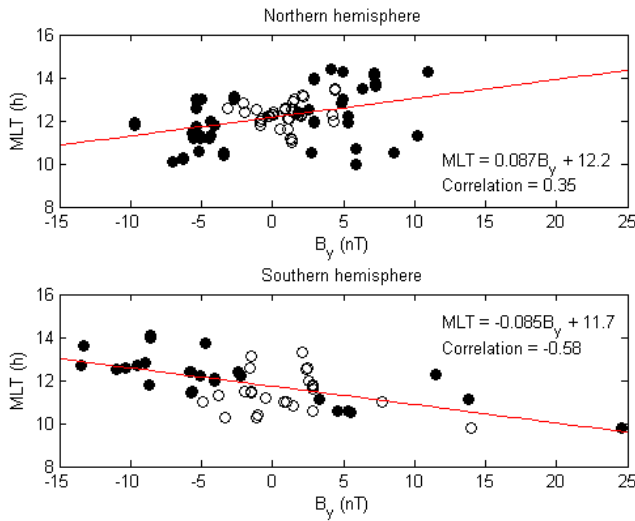 Northern hemisphere
16
14
12
10
8
MLT (h)
MLT = 0.087B_y + 12.2
Correlation = 0.35
-15 -10 -5 0 5 10 15 20 25
B_y (nT)
Southern hemisphere
16
14
12
10
8
MLT (h)
MLT = -0.085B_y + 11.7
Correlation = -0.58
-15 -10 -5 0 5 10 15 20 25
B_y (nT)